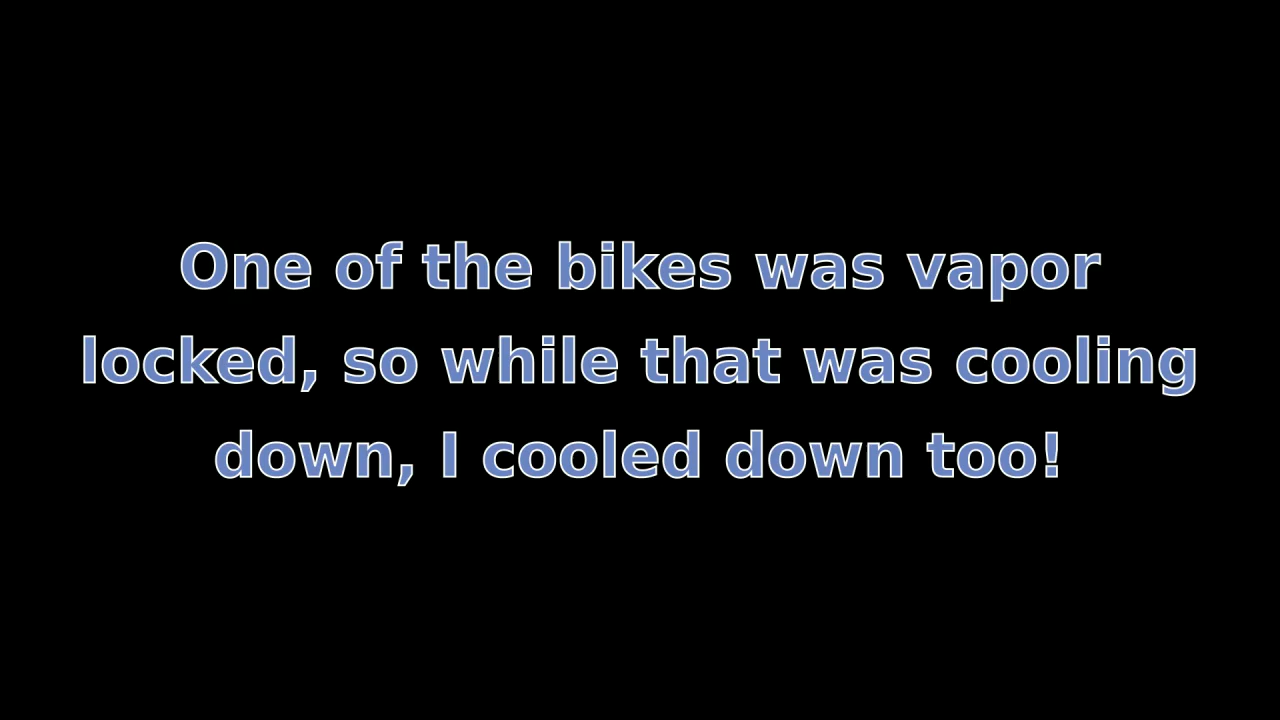 One of the bikes was vapor
locked, so while that was cooling
down, I cooled down too!